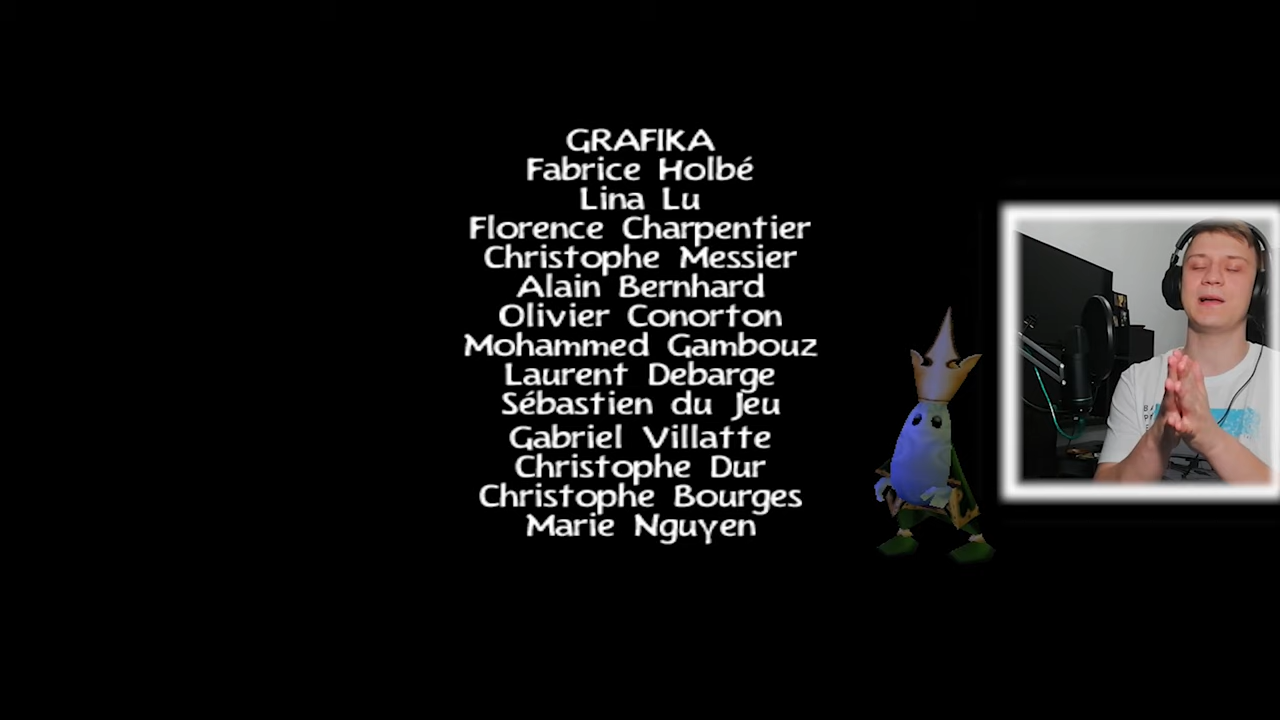 GRAFIKA
Fabrice Holbé
Lina Lu
Florence Charpentier
Christophe Messier
Alain Bernhard
Olivier Conorton
Mohammed Gambouz
Laurent Debarge
Sébastien du Jeu
Gabriel Villatte
Christophe Dur
Christophe Bourges
Marie Nguyen